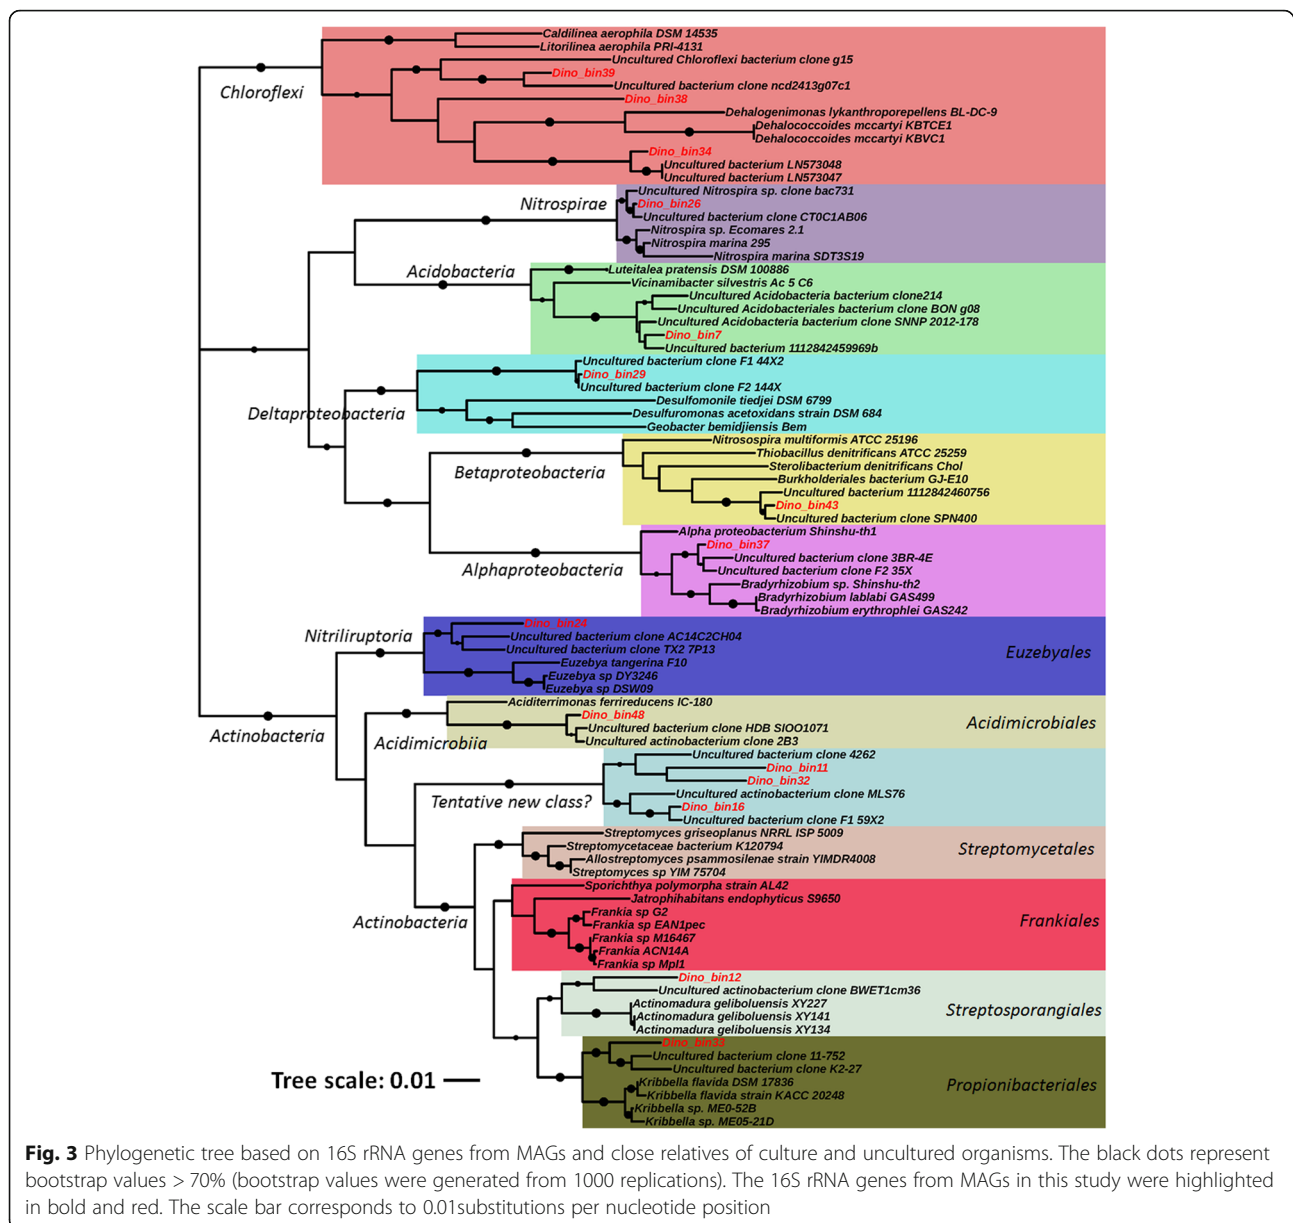 Caldilinea aerophila DSM 14535
Litorilinea aerophila PRI-4131
Uncultured Chloroflexi bacterium clone g15
Dino_bin39
Uncultured bacterium clone ncd2413g07c1
Chloroflexi
Dino_bin38
Dehalogenimonas lykanthroporepellens BL-DC-9
Dehalococcoides mccartyi KBTCE1
Dehalococcoides mccartyi KBVC1
Dino_bin34
Uncultured bacterium LN573048
Uncultured bacterium LN573047
Uncultured Nitrospira sp. clone bac731
Nitrospirae
Dino_bin26
Uncultured bacterium clone CT0C1AB06
Nitrospira sp. Ecomares 2.1
Nitrospira marina 295
Nitrospira marina SDT3S19
Acidobacteria
Luteitalea pratensis DSM 100886
Vicinamibacter silvestris Ac 5 C6
Uncultured Acidobacteria bacterium clone214
Uncultured Acidobacteriales bacterium clone BON g08
Uncultured Acidobacteria bacterium clone SNNP 2012-178
Dino_bin7
Uncultured bacterium 1112842459969b
Uncultured bacterium clone F1 44X2
Dino_bin29
Uncultured bacterium clone F2 144X
Desulfomonile tiedjei DSM 6799
Deltaproteobacteria
Desulfuromonas acetoxidans strain DSM 684
Geobacter bemidjiensis Bem
Nitrosospira multiformis ATCC 25196
Thiobacillus denitrificans ATCC 25259
Betaproteobacteria
Sterolibacterium denitrificans Chol
Burkholderiales bacterium GJ-E10
Uncultured bacterium 1112842460756
Dino_bin43
Uncultured bacterium clone SPN400
Alpha proteobacterium Shinshu-th1
Dino_bin37
Uncultured bacterium clone 3BR-4E
Alphaproteobacteria
Uncultured bacterium clone F2 35X
Bradyrhizobium sp. Shinshu-th2
Bradyrhizobium lablabi GAS499
Bradyrhizobium erythrophlei GAS242
Dino_bin24
Nitriliruptoria
Uncultured bacterium clone AC14C2CH04
Uncultured bacterium clone TX2 7P13
Euzebyales
Euzebya tangerina F10
Euzebya sp DY3246
Euzebya sp DSW09
Aciditerrimonas ferrireducens IC-180
Dino_bin48
Acidimicrobiales
Uncultured bacterium clone HDB SIOO1071
Actinobacteria
Acidimicrobiia
Uncultured actinobacterium clone 2B3
Uncultured bacterium clone 4262
Dino_bin11
Dino_bin32
Uncultured actinobacterium clone MLS76
Tentative new class?
Dino_bin16
Uncultured bacterium clone F1 59X2
Streptomyces griseoplanus NRRL ISP 5009
Streptomycetaceae bacterium K120794
Streptomycetales
Allostreptomyces psammosilenae strain YIMDR4008
Streptomyces sp YIM 75704
Sporichthya polymorpha strain AL42
Jatrophihabitans endophyticus S9650
Frankia sp G2
Actinobacteria
Frankia sp EAN1pec
Frankiales
Frankia sp M16467
Frankia ACN14A
Frankia sp Mpl1
Dino_bin12
Uncultured actinobacterium clone BWET1cm36
Actinomadura geliboluensis XY227
Streptosporangiales
Actinomadura geliboluensis XY141
Actinomadura geliboluensis XY134
Dino_bin33
Uncultured bacterium clone 11-752
Uncultured bacterium clone K2-27
Tree scale: 0.01
Kribbella flavida DSM 17836
Propionibacteriales
Kribbella flavida strain KACC 20248
Kribbella sp. ME0-52B
Kribbella sp. ME05-21D
Fig. 3 Phylogenetic tree based on 16S rRNA genes from MAGs and close relatives of culture and uncultured organisms. The black dots represent
bootstrap values > 70% (bootstrap values were generated from 1000 replications). The 16S rRNA genes from MAGs in this study were highlighted
in bold and red. The scale bar corresponds to 0.01substitutions per nucleotide position